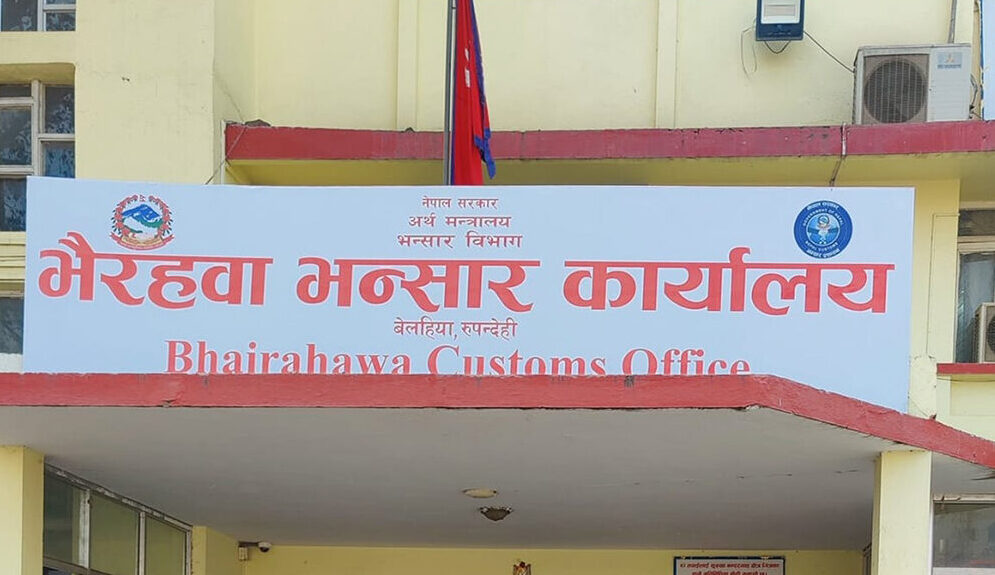 नेपाल सरकार
अर्थ मन्त्रालय
भन्सार विभाग
भैरहवा भन्सार कार्यालय
बेलहिया, रुपन्देही
Bhairahawa Customs Office